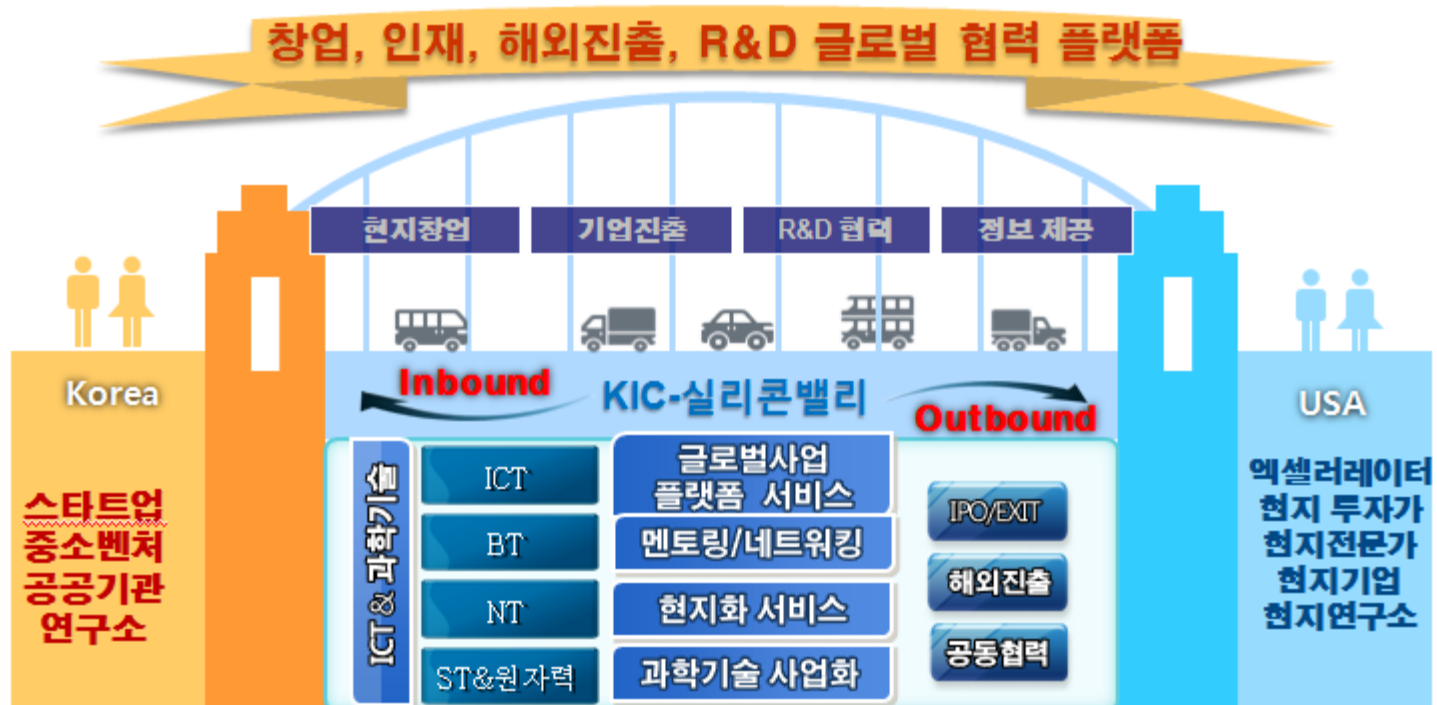 창업, 인재, 해외진출, R&D 글로벌 협력 플랫폼
현지창업
기업진출
R&D 협력
정보 제공
Korea
스타트업
중소벤처
공공기관
연구소
Inbound
KIC-실리콘밸리
Outbound
ICT & 과학기술
ICT
BT
NT
ST&원자력
글로벌사업
플랫폼 서비스
멘토링/네트워킹
현지화 서비스
과학기술 사업화
IPO/EXIT
해외진출
공동협력
USA
엑셀러레이터
현지 투자가
현지전문가
현지기업
현지연구소